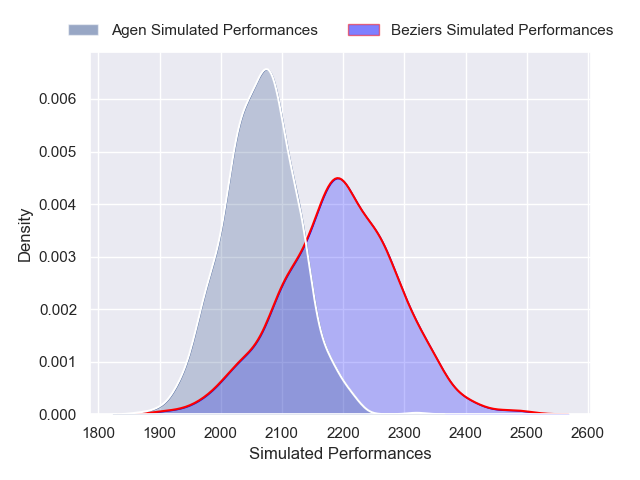 Agen Simulated Performances
Beziers Simulated Performances
Density
0.006
0.005
0.004
0.003
0.002
0.001
0.000
1800 1900 2000 2100 2200 2300 2400 2500 2600
Simulated Performances